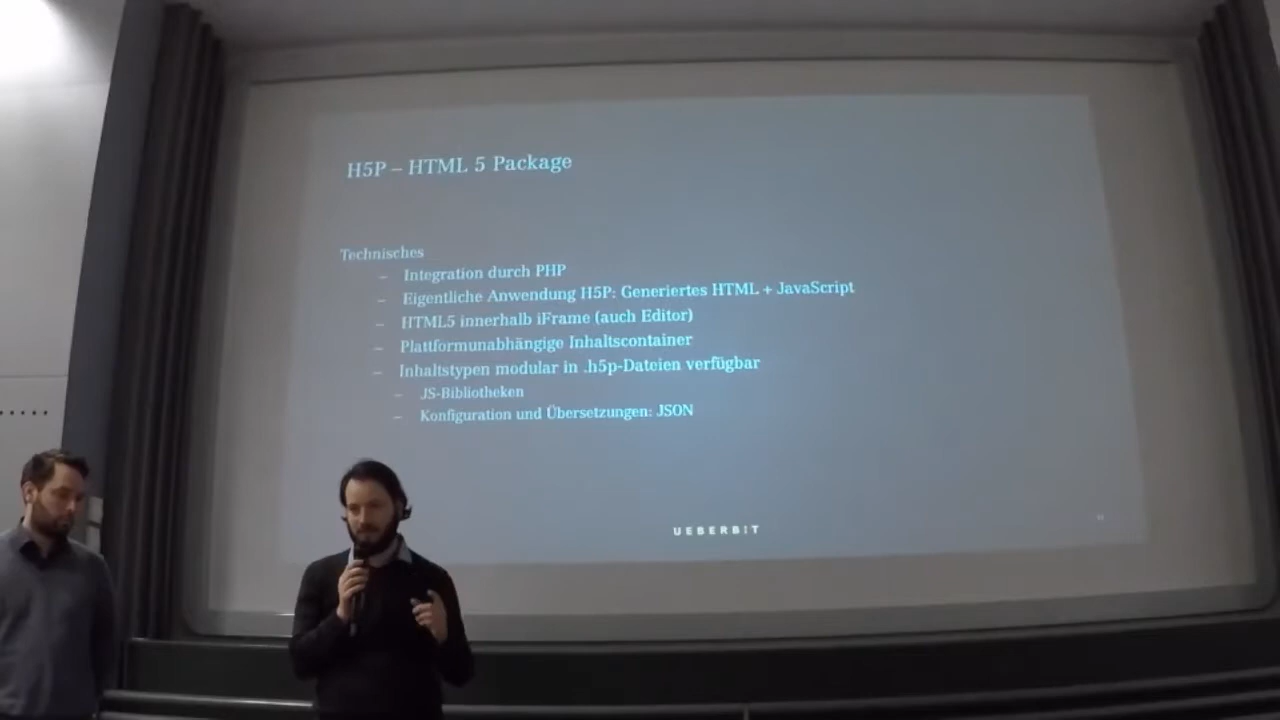 H5P – HTML 5 Package
Technisches
– Integration durch PHP
– Eigentliche Anwendung H5P: Generiertes HTML + JavaScript
– HTML5 innerhalb iFrame (auch Editor)
– Plattformunabhängige Inhaltscontainer
– Inhaltstypen modular in .h5p-Dateien verfügbar
– JS-Bibliotheken
– Konfiguration und Übersetzungen: JSON
UEBERBIT